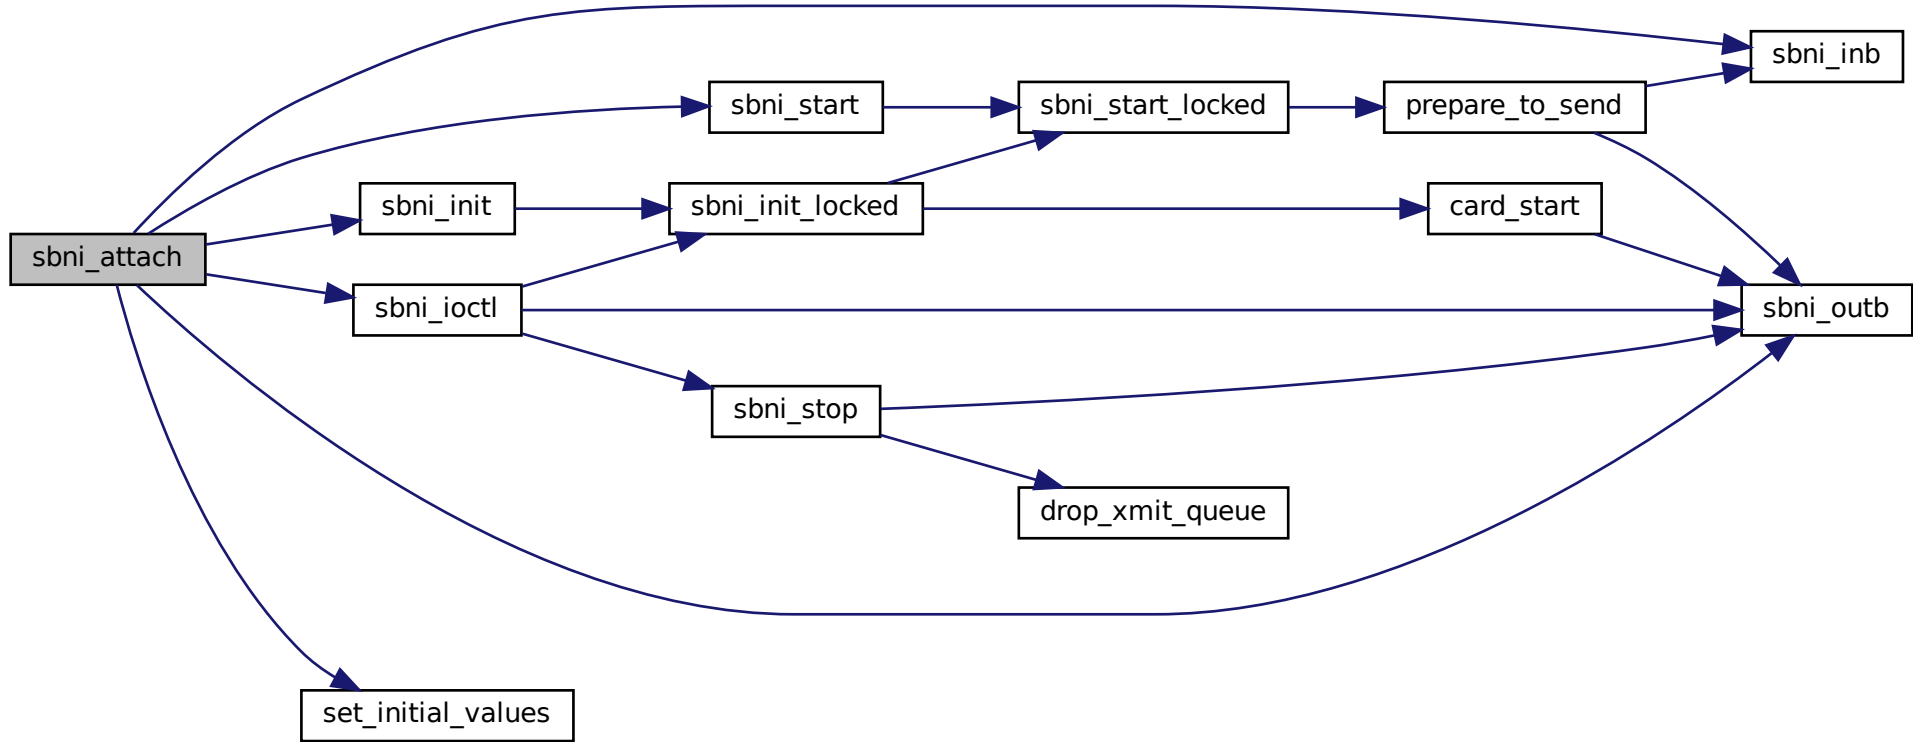 sbni_inb
sbni_start
sbni_start_locked
prepare_to_send
sbni_init
sbni_init_locked
card_start
sbni_attach
sbni_ioctl
sbni_outb
sbni_stop
drop_xmit_queue
set_initial_values